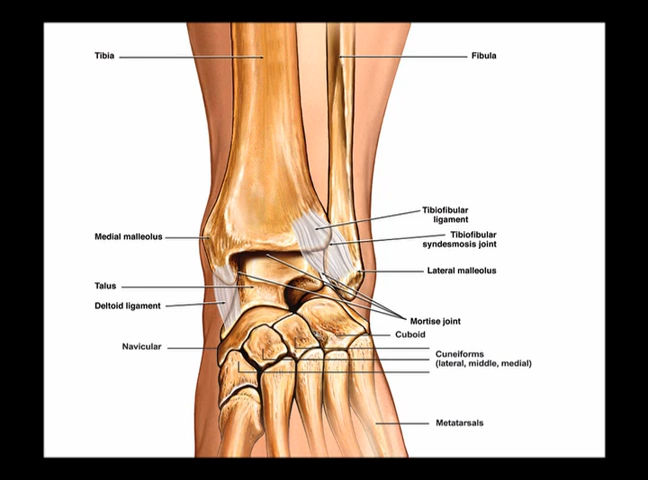 Tibia
Fibula
Tibiofibular
ligament
Tibiofibular
syndesmosis joint
Medial malleolus
Lateral malleolus
Talus
Deltoid ligament
Mortise joint
Cuboid
Navicular
Cuneiforms
(lateral, middle, medial)
Metatarsals